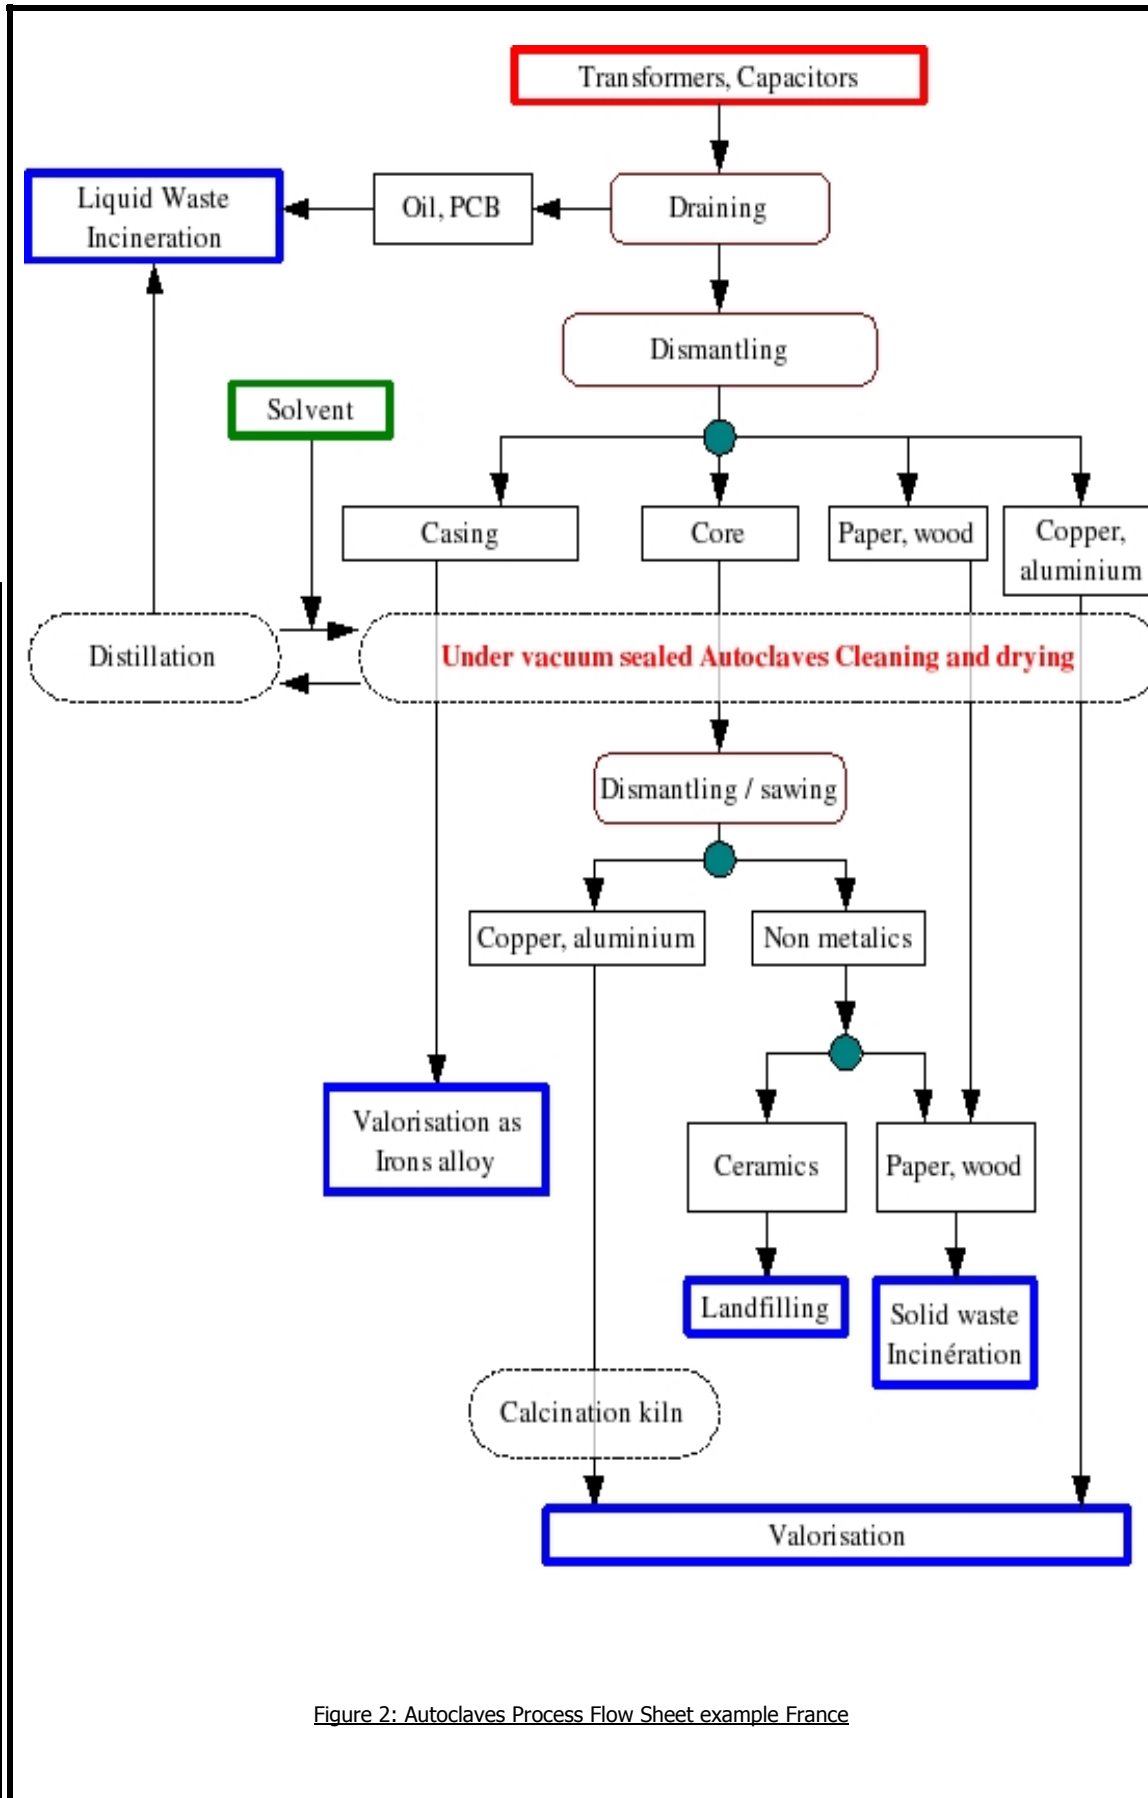 Transformers, Capacitors
Liquid Waste
Incineration
Oil, PCB
Draining
Dismantling
Solvent
Casing
Core
Paper, wood
Copper,
aluminium
Distillation
Under vacuum sealed Autoclaves Cleaning and drying
Dismantling / sawing
Copper, aluminium
Non metalics
Valorisation as
Irons alloy
Ceramics
Paper, wood
Landfilling
Solid waste
Incinération
Calcination kiln
Valorisation
Figure 2: Autoclaves Process Flow Sheet example France